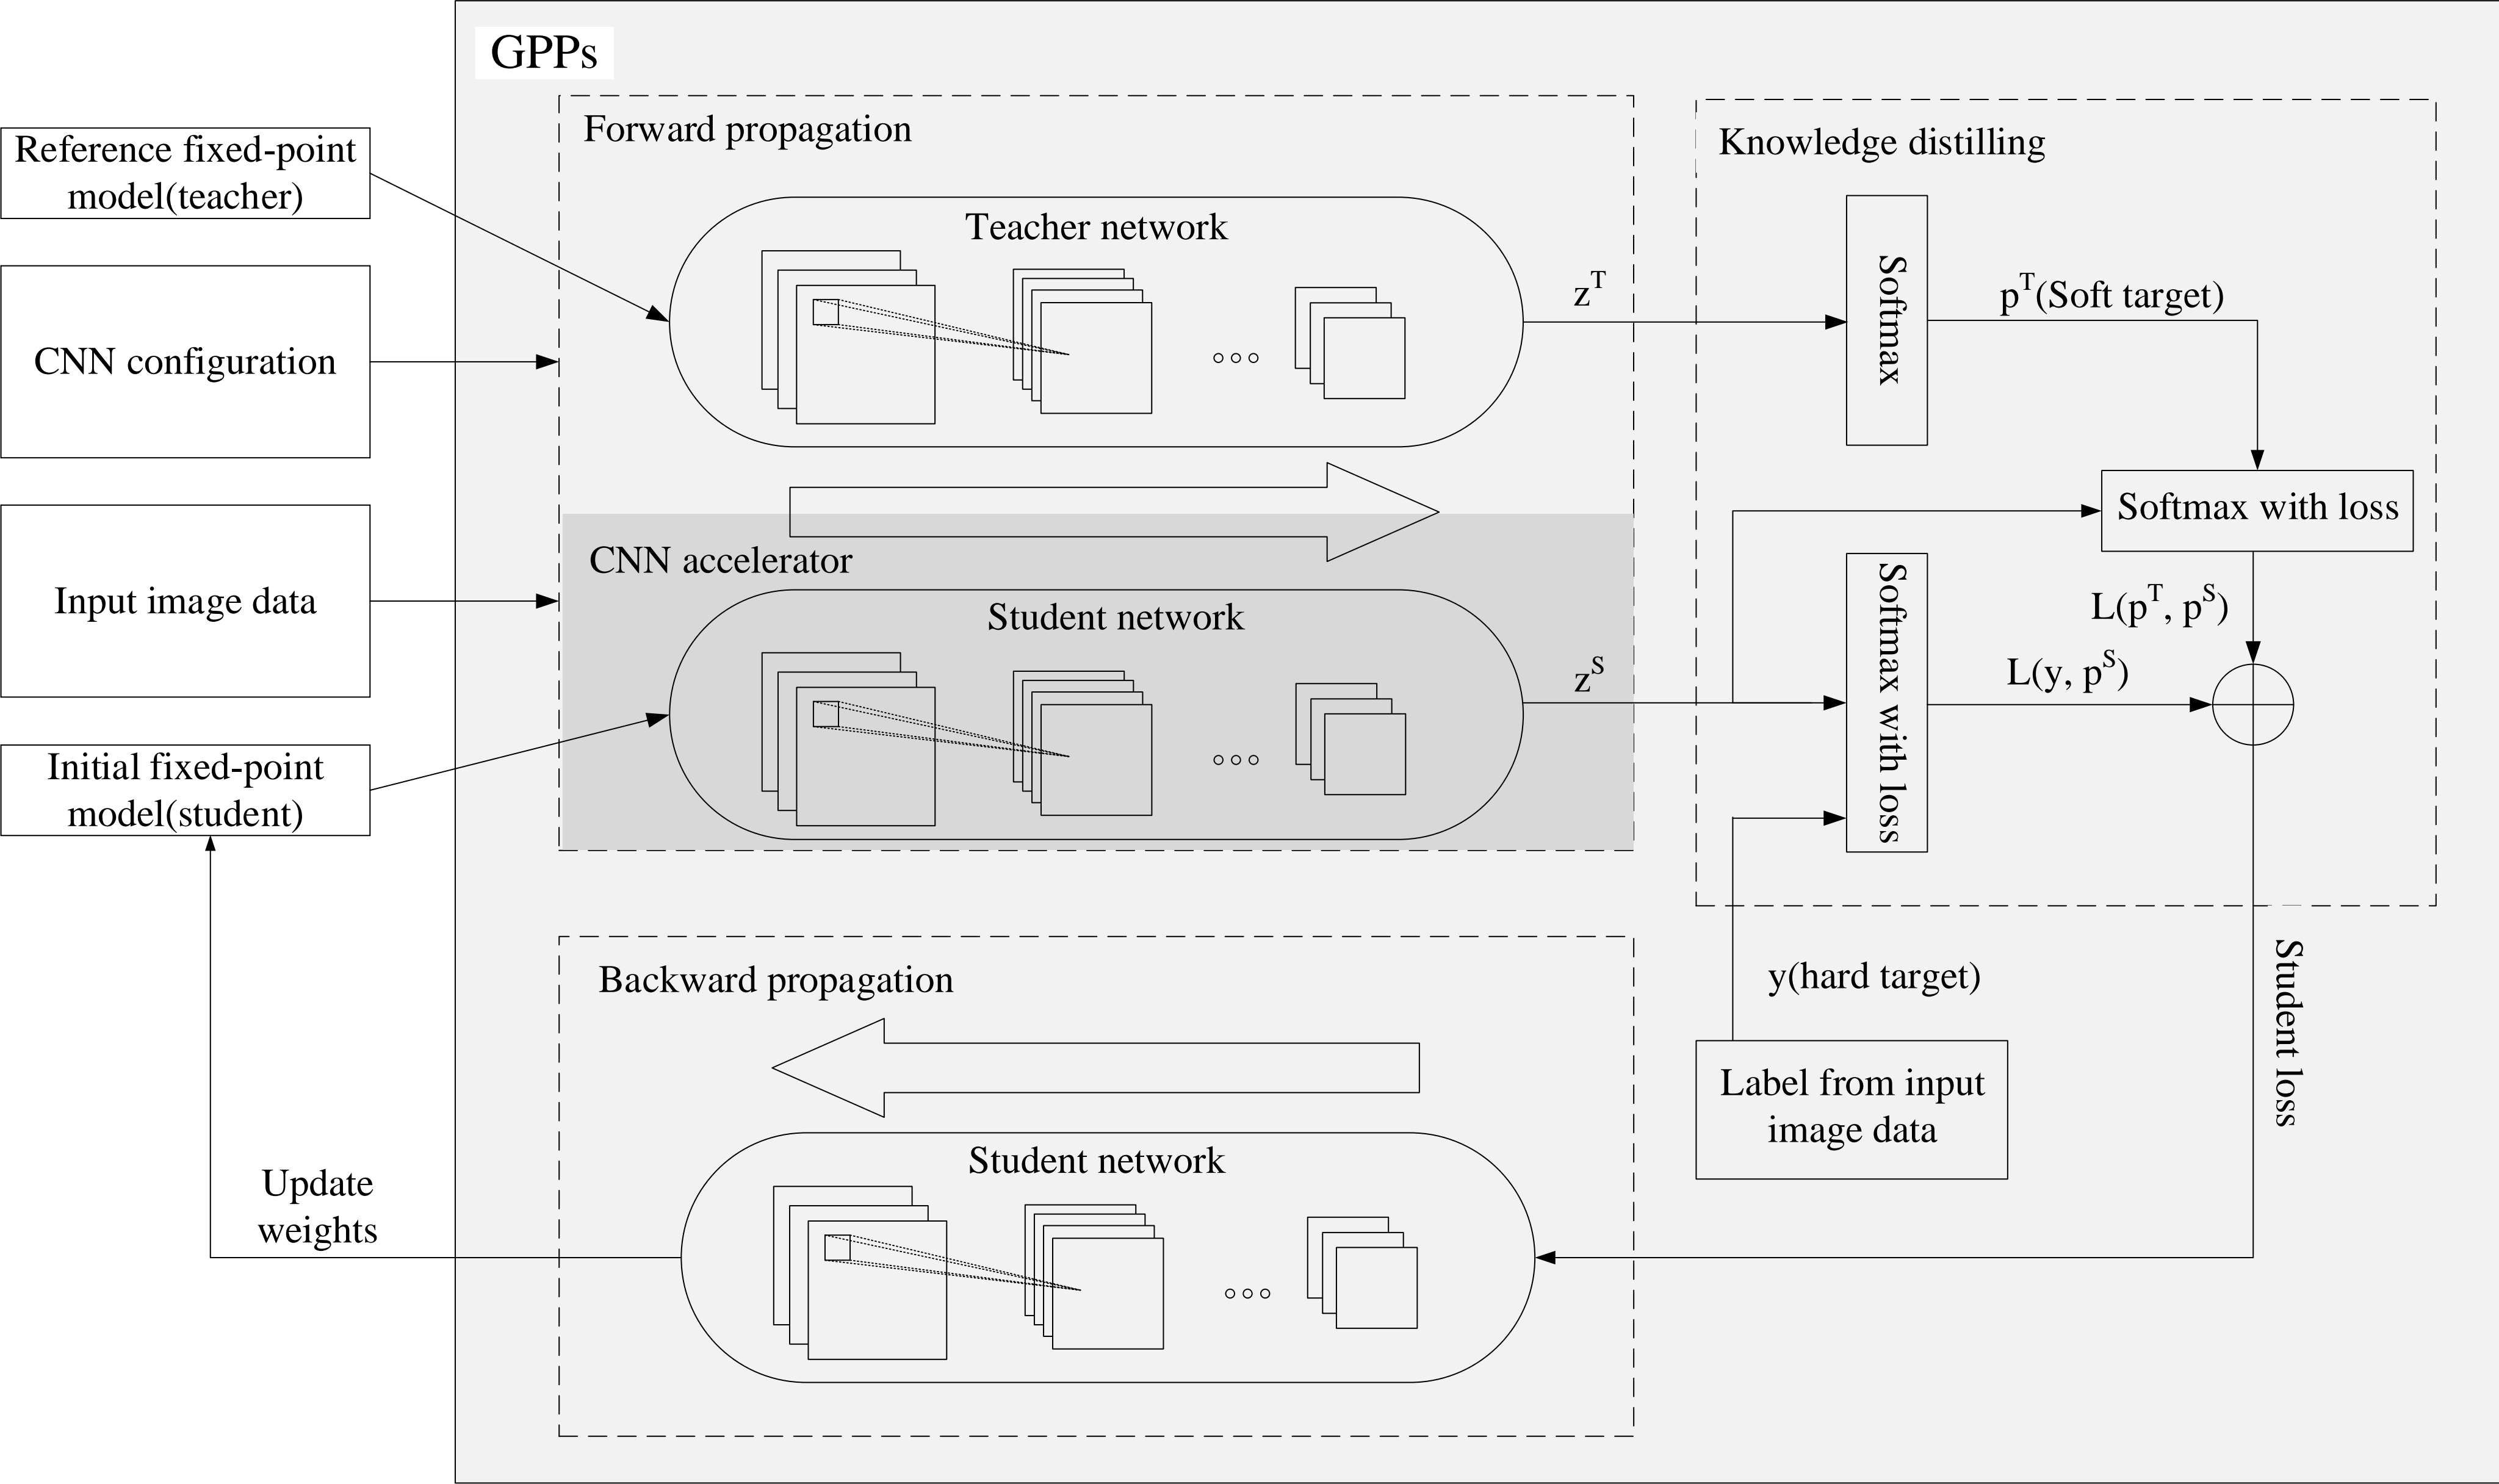 GPPs
Reference fixed-point
model(teacher)
CNN configuration
Input image data
Initial fixed-point
model(student)
Update
weights
Forward propagation
Teacher network
z^T
CNN accelerator
Student network
z^S
Backward propagation
Student network
Knowledge distilling
Softmax
p^T(Soft target)
Softmax with loss
L(p^T, p^S)
Softmax with loss
L(y, p^S)
y(hard target)
Label from input
image data
Student loss